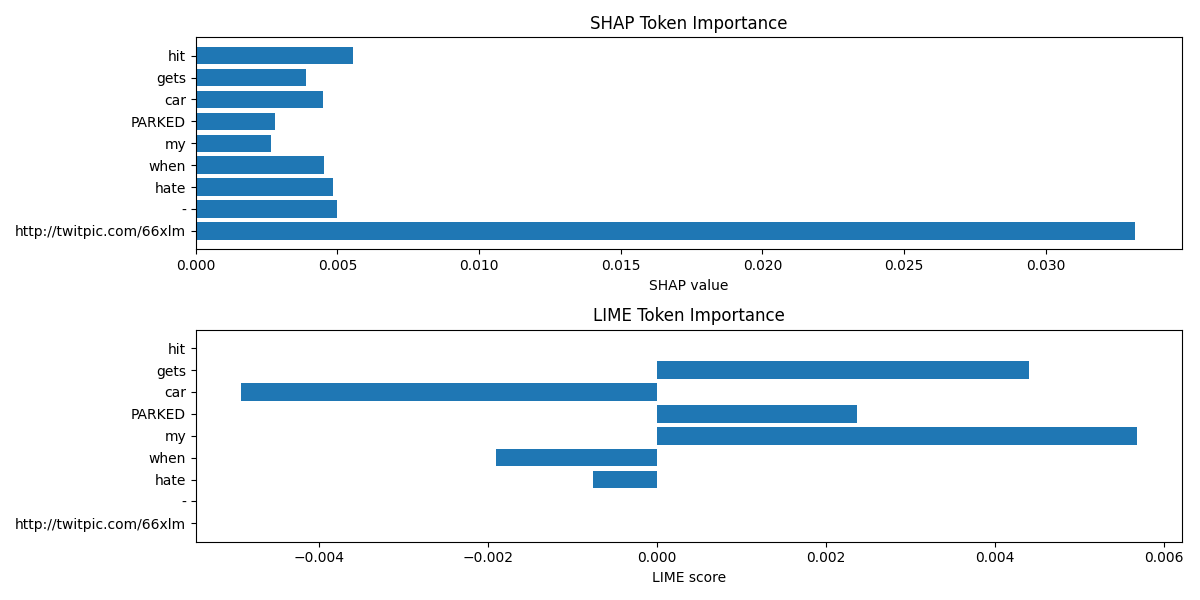 SHAP Token Importance
hit
gets
car
PARKED
my
when
hate
-
http://twitpic.com/66xlm
0.000 0.005 0.010 0.015 0.020 0.025 0.030
SHAP value
LIME Token Importance
hit
gets
car
PARKED
my
when
hate
-
http://twitpic.com/66xlm
−0.004 −0.002 0.000 0.002 0.004 0.006
LIME score